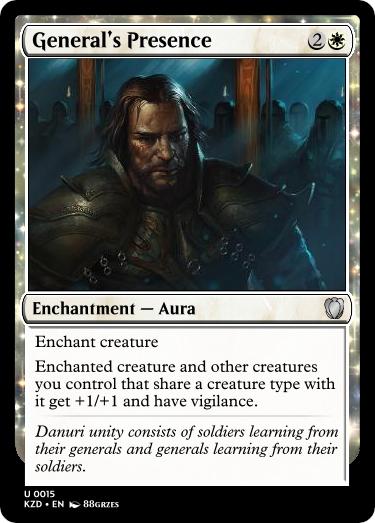 General's Presence 2
Enchantment — Aura
Enchant creature
Enchanted creature and other creatures
you control that share a creature type with
it get +1/+1 and have vigilance.
Danuri unity consists of soldiers learning from
their generals and generals learning from their
soldiers.
U 0015
KZD • EN 88GRZES